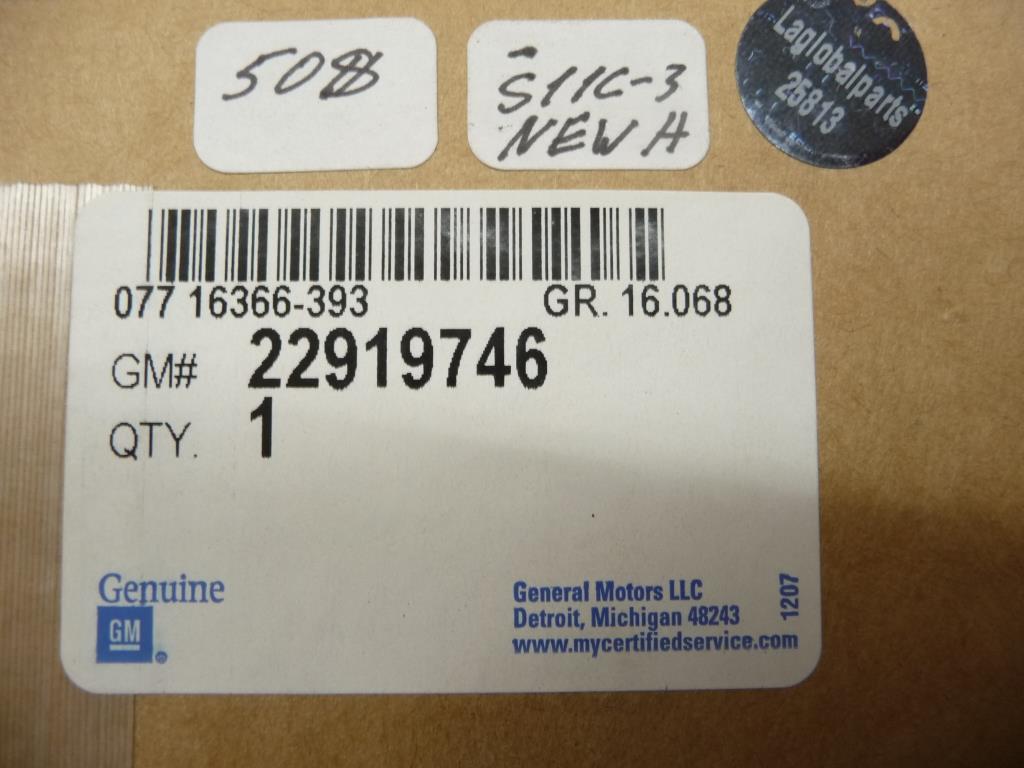 S11C-3
NEW H
Laglobalparts
25813
077 16366-393 GR. 16.068
GM# 22919746
QTY. 1
Genuine
GM
General Motors LLC
Detroit, Michigan 48243
www.mycertifiedservice.com
1207